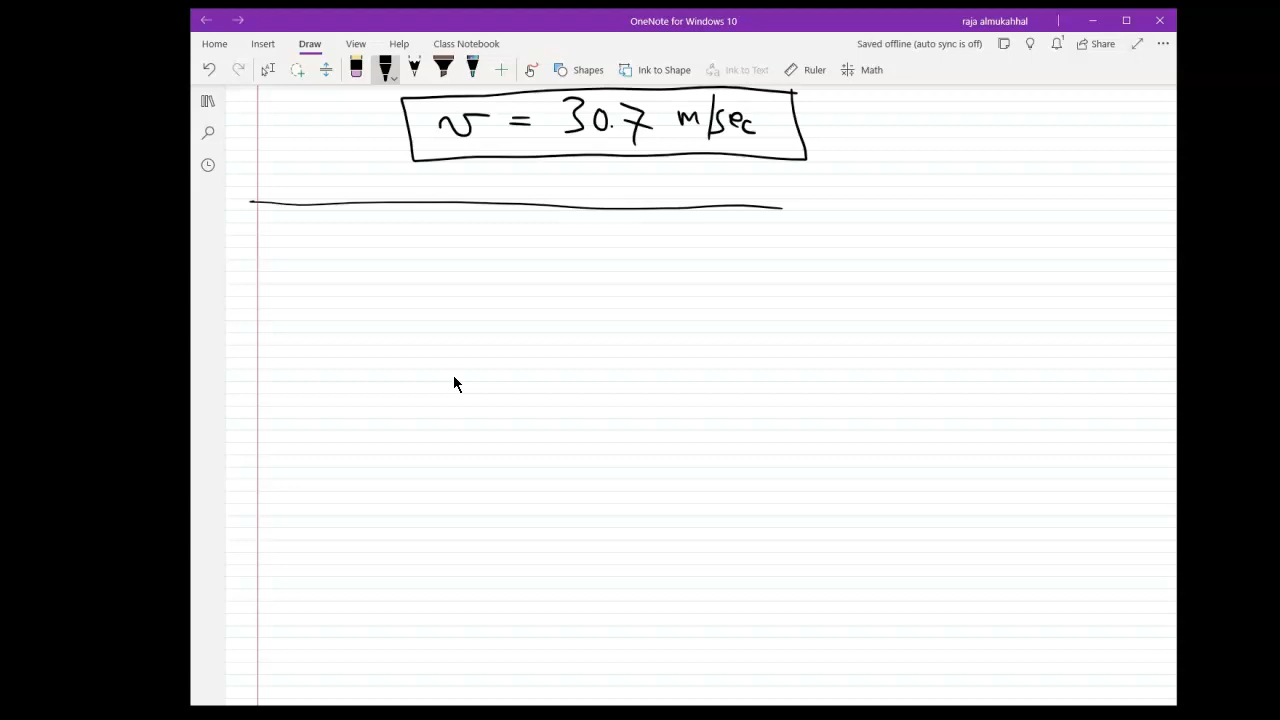 OneNote for Windows 10
raja almukahhal
Home Insert Draw View Help Class Notebook
Saved offline (auto sync is off)
1
Share
Shapes
Ink to Shape
Ink to Text
Ruler
Math
v = 30.7 m/sec